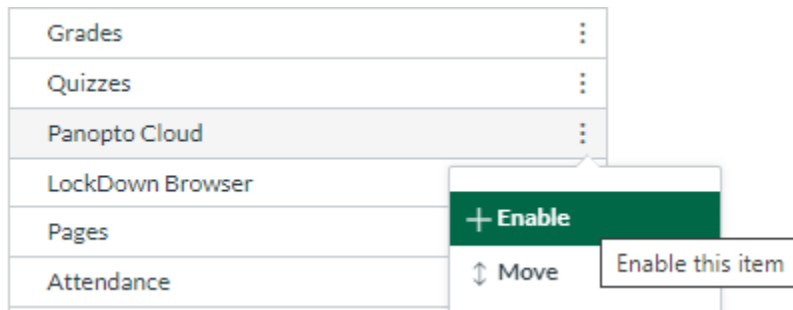 Grades
Quizzes
Panopto Cloud
LockDown Browser
+ Enable
Pages
Enable this item
Move
Attendance